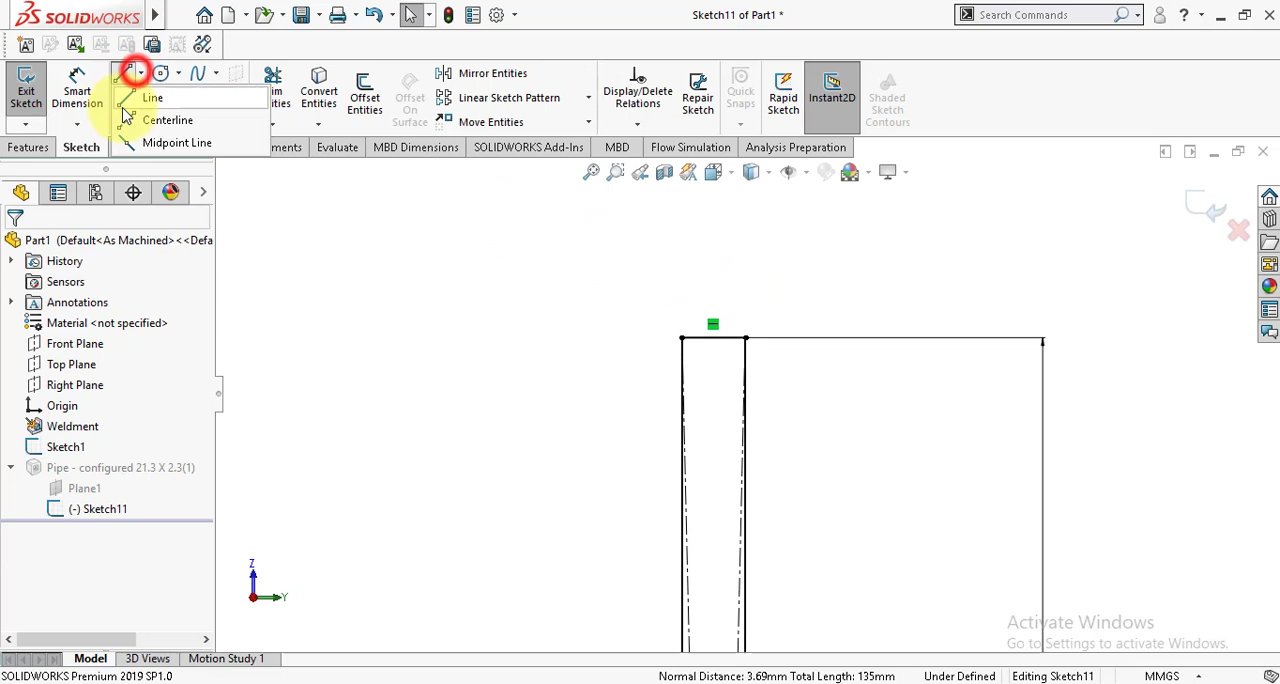 SOLIDWORKS
Sketch11 of Part1 *
Search Commands
?
Exit Sketch
Smart Dimension
Convert Entities
Offset Entities
Offset On Surface
Mirror Entities
Linear Sketch Pattern
Move Entities
Display/Delete Relations
Repair Sketch
Quick Snaps
Rapid Sketch
Instant2D
Shaded Sketch Contours
Line
Centerline
Midpoint Line
Features
Sketch
Evaluate
MBD Dimensions
SOLIDWORKS Add-Ins
MBD
Flow Simulation
Analysis Preparation
Part1 (Default<As Machined><<Defa
History
Sensors
Annotations
Material <not specified>
Front Plane
Top Plane
Right Plane
Origin
Weldment
Sketch1
Pipe - configured 21.3 X 2.3(1)
Plane1
(-) Sketch11
Z
Y
Activate Windows
Go to Settings to activate Windows.
Model
3D Views
Motion Study 1
SOLIDWORKS Premium 2019 SP1.0
Normal Distance: 3.69mm Total Length: 135mm
Under Defined
Editing Sketch11
MMGS